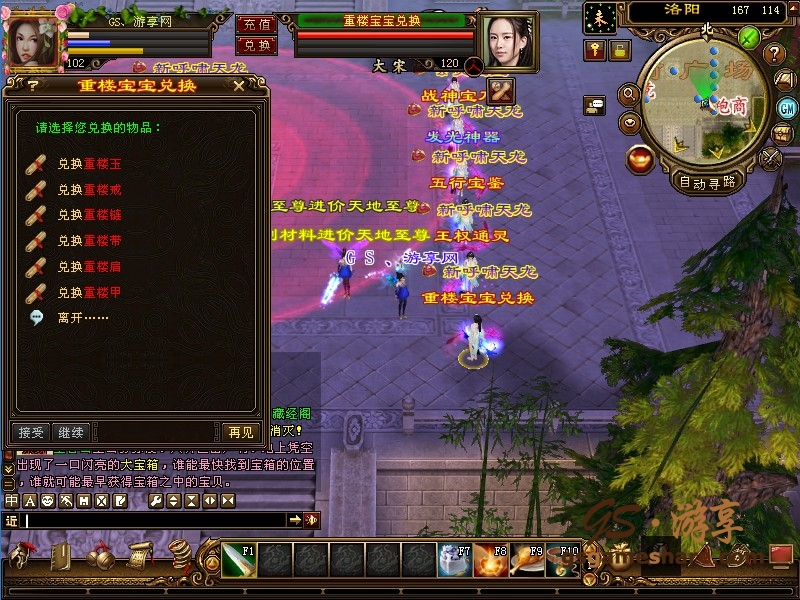 GS、游享网
102
充值
兑换
重楼宝宝兑换
大宋
120
未
洛阳
167 114
北
广场
炮商
GM
自动寻路
重楼宝宝兑换
请选择您兑换的物品：
兑换重楼玉
兑换重楼戒
兑换重楼链
兑换重楼带
兑换重楼肩
兑换重楼甲
离开……
接受
继续
再见
新呼啸天龙
新呼啸天龙
发光神器
新呼啸天龙
五行宝鉴
至尊进价天地至尊
新呼啸天龙
材料进价天地至尊
王权通灵
GS、游享网
新呼啸天龙
重楼宝宝兑换
藏经阁
消灭！
出现了一口闪亮的大宝箱，谁能最快找到宝箱的位置
，谁就可能最早获得宝箱之中的宝贝。
中
A
近
F1
F7
F8
F9
F10
GS·游享